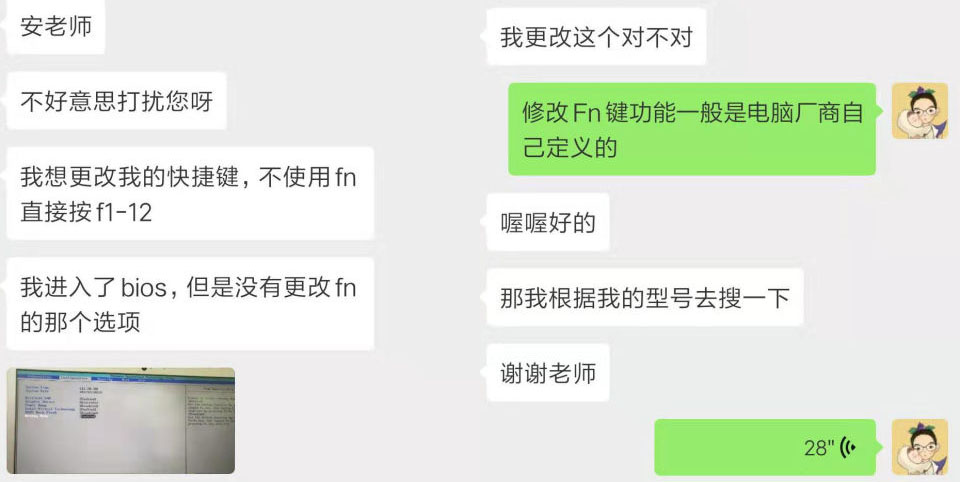 安老师
不好意思打扰您呀
我想更改我的快捷键，不使用fn
直接按f1-12
我进入了bios，但是没有更改fn
的那个选项
我更改这个对不对
修改Fn键功能一般是电脑厂商自
己定义的
喔喔好的
那我根据我的型号去搜一下
谢谢老师
28"